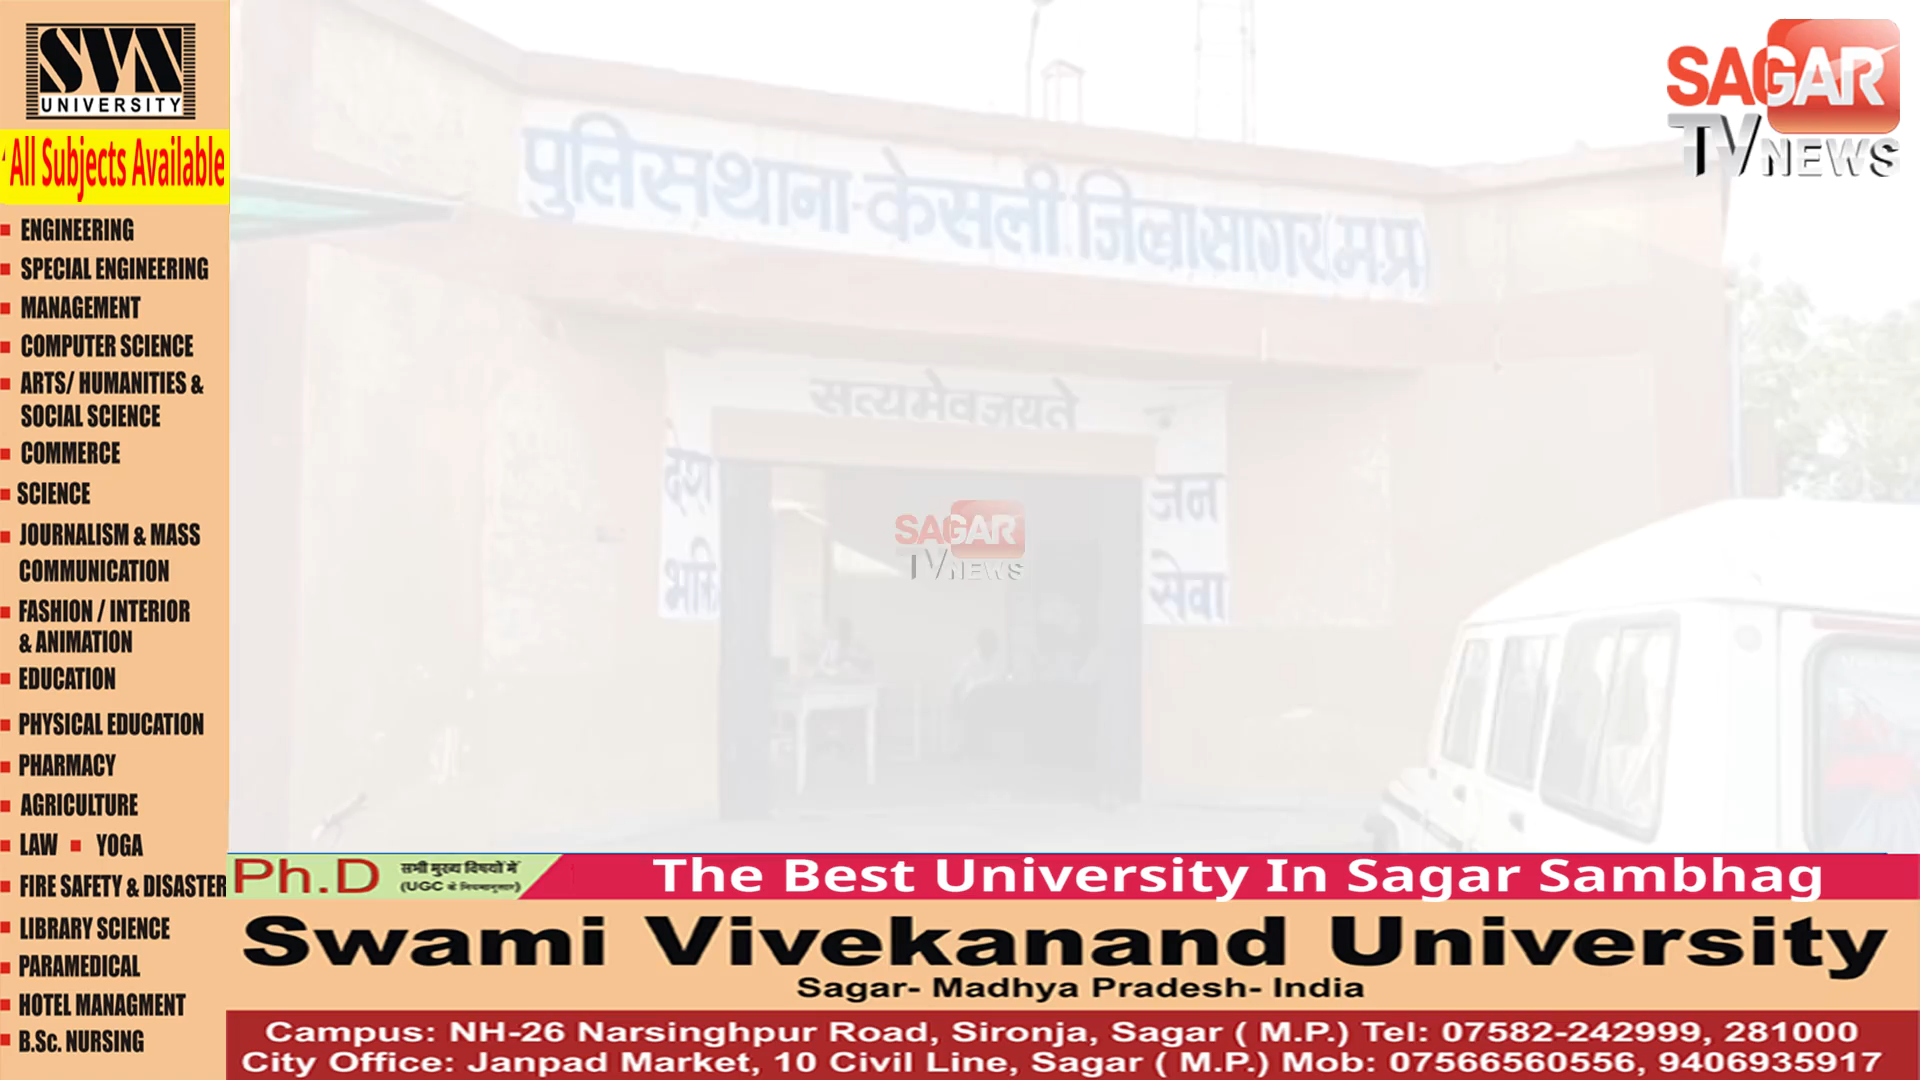 SVN
UNIVERSITY
All Subjects Available
ENGINEERING
SPECIAL ENGINEERING
MANAGEMENT
COMPUTER SCIENCE
ARTS/ HUMANITIES &
SOCIAL SCIENCE
COMMERCE
SCIENCE
JOURNALISM & MASS
COMMUNICATION
FASHION / INTERIOR
& ANIMATION
EDUCATION
PHYSICAL EDUCATION
PHARMACY
AGRICULTURE
LAW YOGA
FIRE SAFETY & DISASTER
LIBRARY SCIENCE
PARAMEDICAL
HOTEL MANAGMENT
B.Sc. NURSING
SAGAR
TV NEWS
पुलिस थाना-केसली जिला सागर (म.प्र)
सत्यमेव जयते
देश
भक्ति
जन
सेवा
SAGAR
TV NEWS
Ph.D
सभी मुख्य विषयों में
(UGC के नियमानुसार)
The Best University In Sagar Sambhag
Swami Vivekanand University
Sagar- Madhya Pradesh- India
Campus: NH-26 Narsinghpur Road, Sironja, Sagar ( M.P.) Tel: 07582-242999, 281000
City Office: Janpad Market, 10 Civil Line, Sagar ( M.P.) Mob: 07566560556, 9406935917